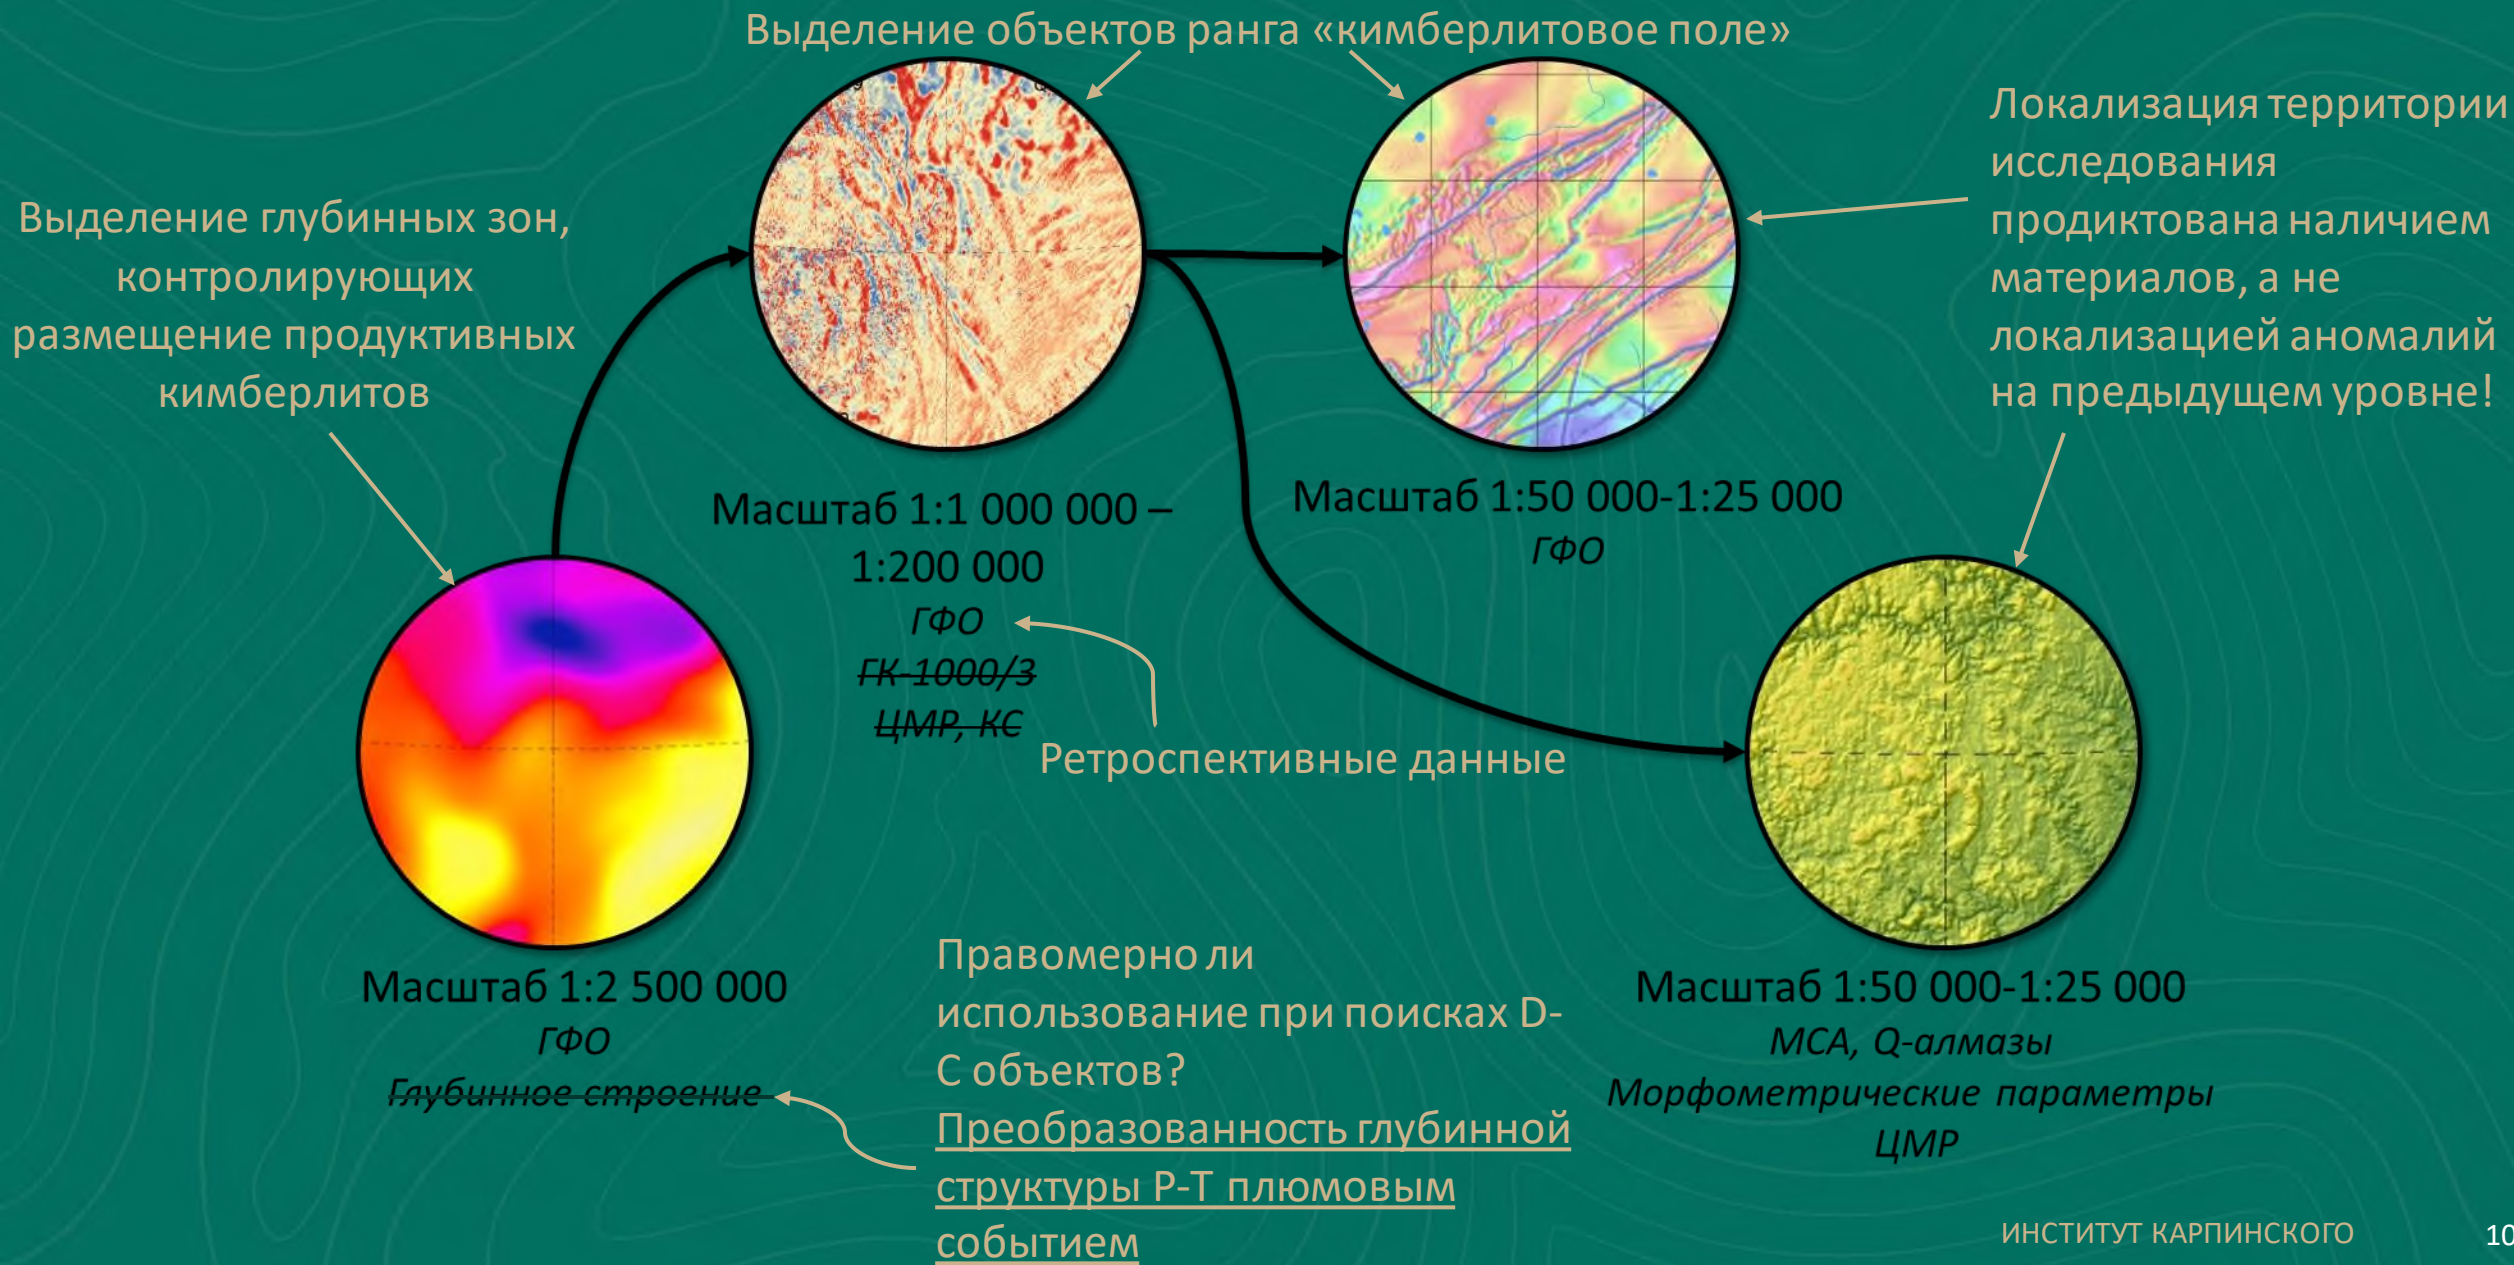 Выделение объектов ранга «кимберлитовое поле»
Выделение глубинных зон,
контролирующих
размещение продуктивных
кимберлитов
Локализация территории
исследования
продиктована наличием
материалов, а не
локализацией аномалий
на предыдущем уровне!
Масштаб 1:1 000 000 –
1:200 000
ГФО
ГК-1000/3
ЦМР, КС
Масштаб 1:50 000-1:25 000
ГФО
Ретроспективные данные
Масштаб 1:2 500 000
ГФО
Глубинное строение
Правомерно ли
использование при поисках D-
C объектов?
Преобразованность глубинной
структуры P-T плюмовым
событием
Масштаб 1:50 000-1:25 000
МСА, Q-алмазы
Морфометрические параметры
ЦМР
ИНСТИТУТ КАРПИНСКОГО
10